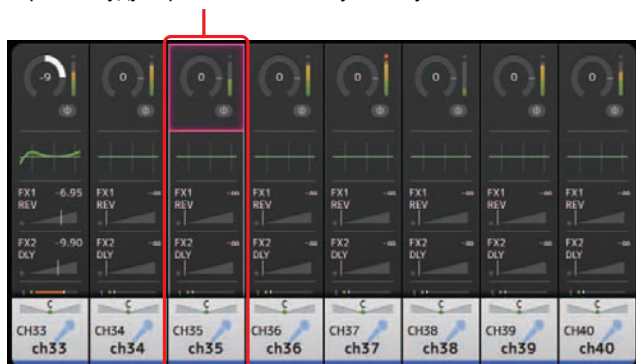 -9 0 0 0 0 0 0 0
FX1 -6.95 FX1 -∞ FX1 -∞ FX1 -∞ FX1 -∞ FX1 -∞ FX1 -∞ FX1 -∞
REV REV REV REV REV REV REV REV
FX2 -9.90 FX2 -∞ FX2 -∞ FX2 -∞ FX2 -∞ FX2 -∞ FX2 -∞ FX2 -∞
DLY DLY DLY DLY DLY DLY DLY DLY
C C C C C C C C
CH33 CH34 CH35 CH36 CH37 CH38 CH39 CH40
ch33 ch34 ch35 ch36 ch37 ch38 ch39 ch40